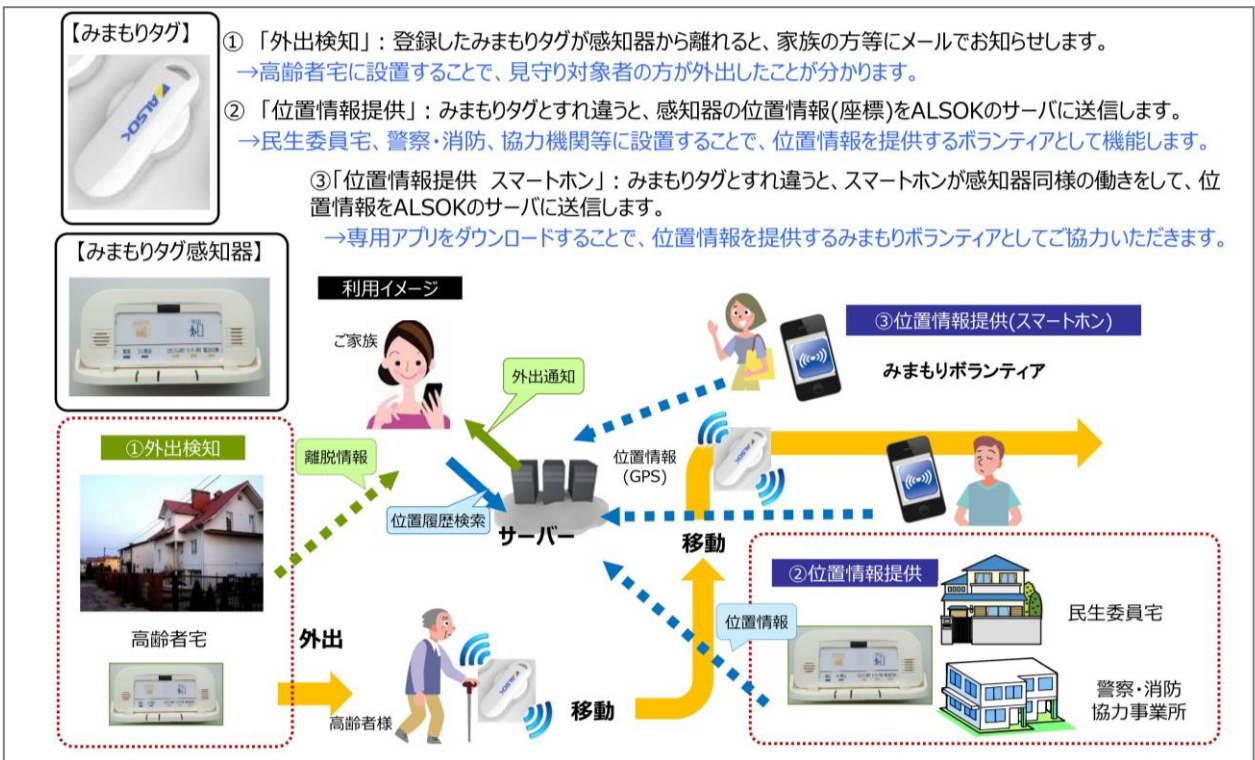 【みまもりタグ】
ALSOK
① 「外出検知」：登録したみまもりタグが感知器から離れると、家族の方等にメールでお知らせします。
→高齢者宅に設置することで、見守り対象者の方が外出したことが分かります。
② 「位置情報提供」：みまもりタグとすれ違うと、感知器の位置情報(座標)をALSOKのサーバに送信します。
→民生委員宅、警察・消防、協力機関等に設置することで、位置情報を提供するボランティアとして機能します。
③「位置情報提供 スマートホン」：みまもりタグとすれ違うと、スマートホンが感知器同様の働きをして、位
置情報をALSOKのサーバに送信します。
→専用アプリをダウンロードすることで、位置情報を提供するみまもりボランティアとしてご協力いただきます。
【みまもりタグ感知器】
利用イメージ
ご家族
外出通知
③位置情報提供(スマートホン)
みまもりボランティア
①外出検知
離脱情報
位置履歴検索
サーバー
位置情報
(GPS)
ALSOK
移動
②位置情報提供
位置情報
民生委員宅
警察・消防
協力事業所
高齢者宅
外出
高齢者様
ALSOK
移動